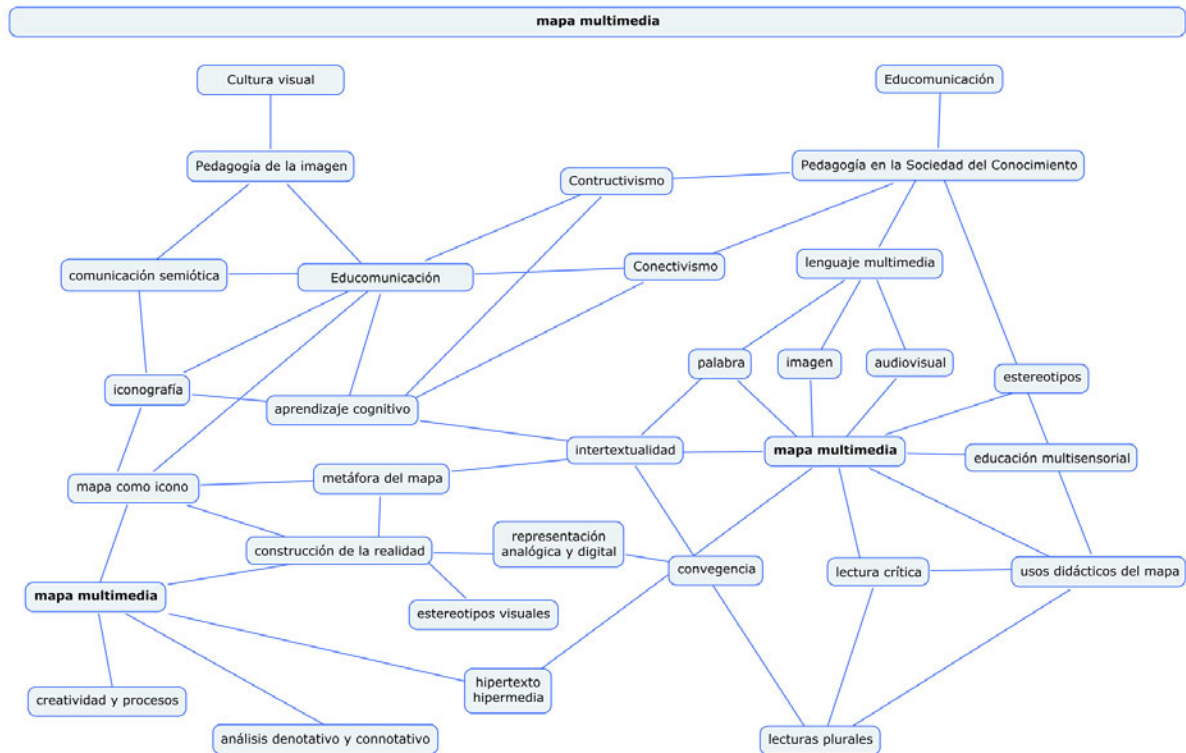 mapa multimedia
Cultura visual
Educomunicación
Pedagogía de la imagen
Pedagogía en la Sociedad del Conocimiento
Contructivismo
comunicación semiótica
Educomunicación
Conectivismo
lenguaje multimedia
palabra
imagen
audiovisual
estereotipos
iconografía
aprendizaje cognitivo
intertextualidad
mapa multimedia
educación multisensorial
mapa como icono
metáfora del mapa
construcción de la realidad
representación
analógica y digital
convegencia
lectura crítica
usos didácticos del mapa
mapa multimedia
estereotipos visuales
creatividad y procesos
hipertexto
hipermedia
análisis denotativo y connotativo
lecturas plurales